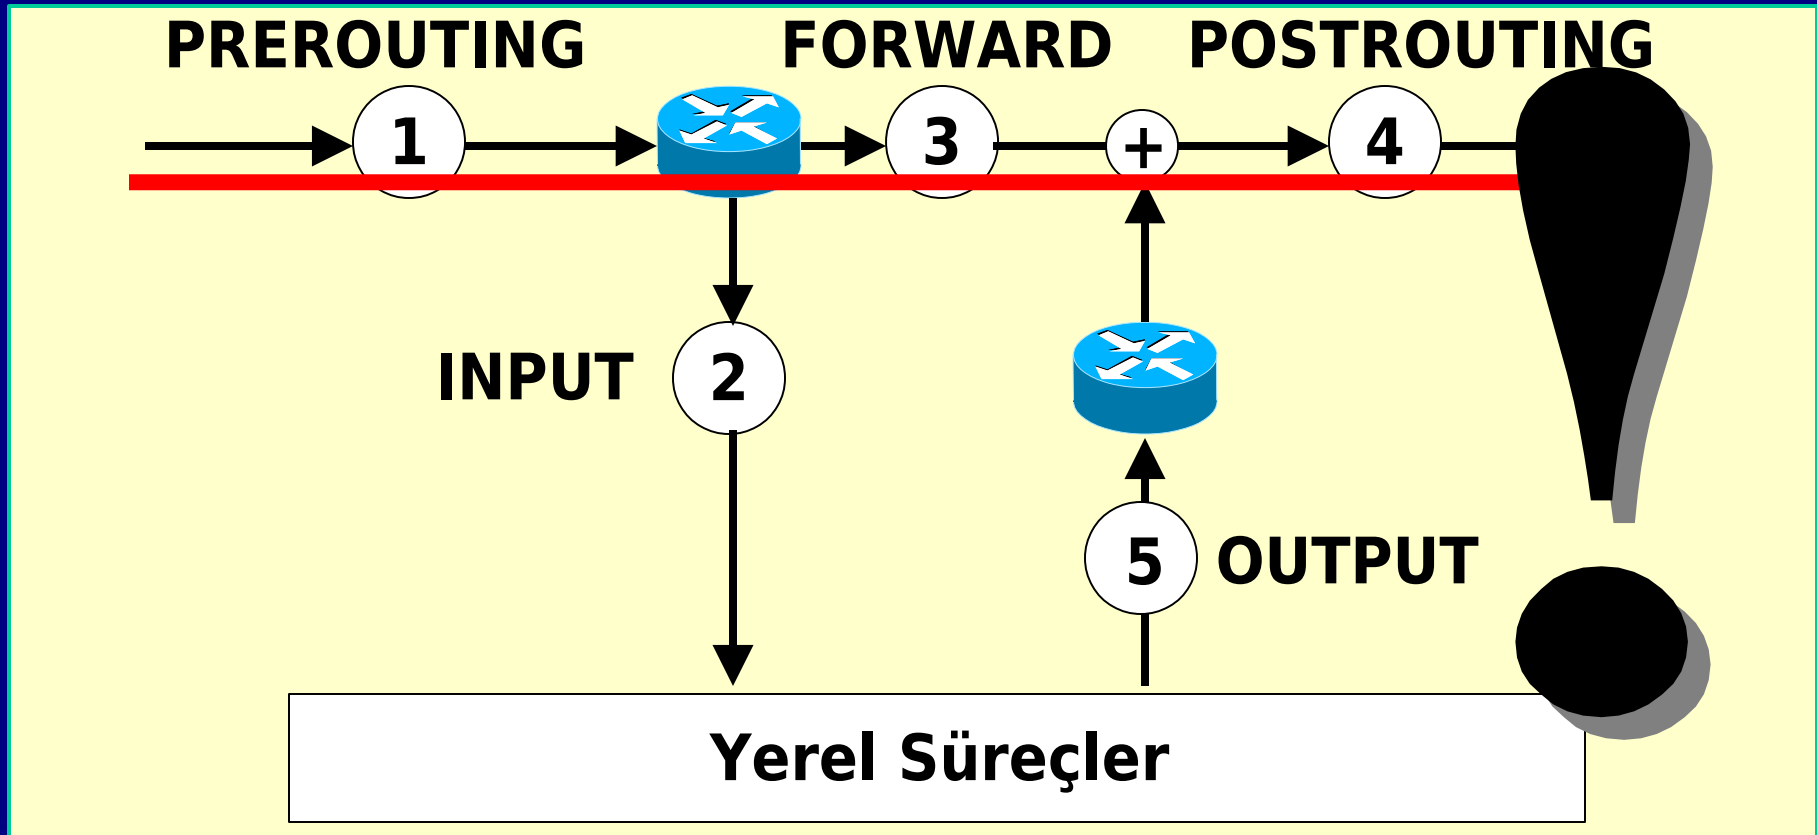 PREROUTING FORWARD POSTROUTING
1 3 + 4
INPUT 2
5 OUTPUT
Yerel Süreçler